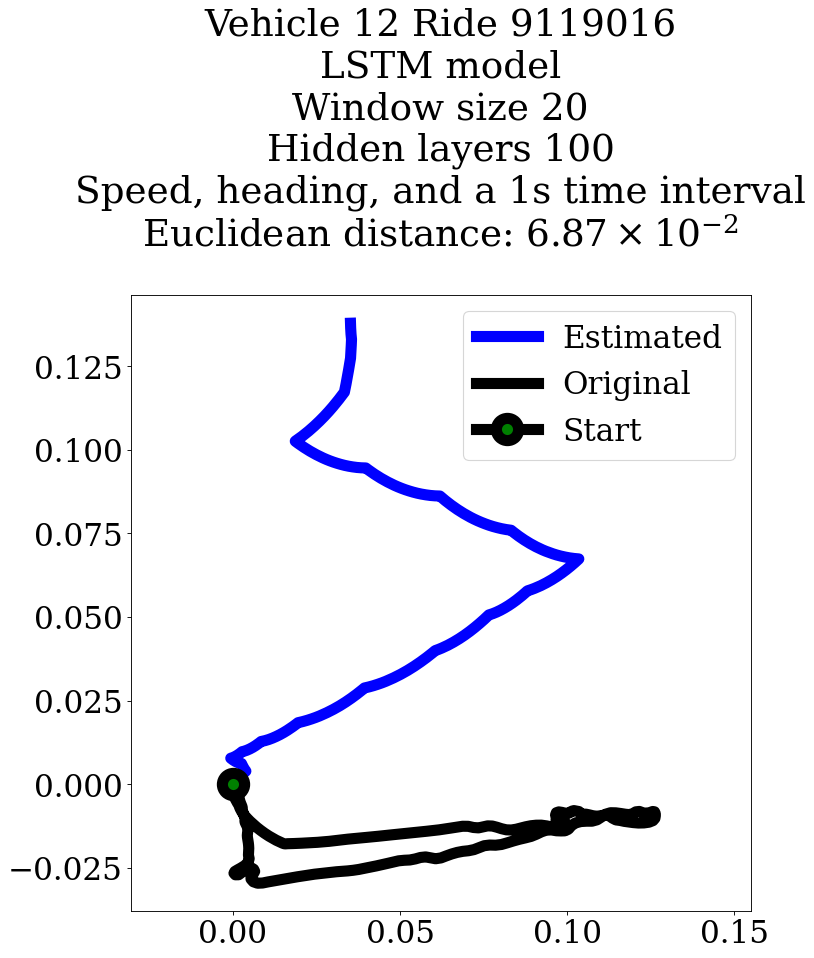 Vehicle 12 Ride 9119016
LSTM model
Window size 20
Hidden layers 100
Speed, heading, and a 1s time interval
Euclidean distance: 6.87 × 10⁻²
Estimated
Original
Start
0.125
0.100
0.075
0.050
0.025
0.000
−0.025
0.00 0.05 0.10 0.15